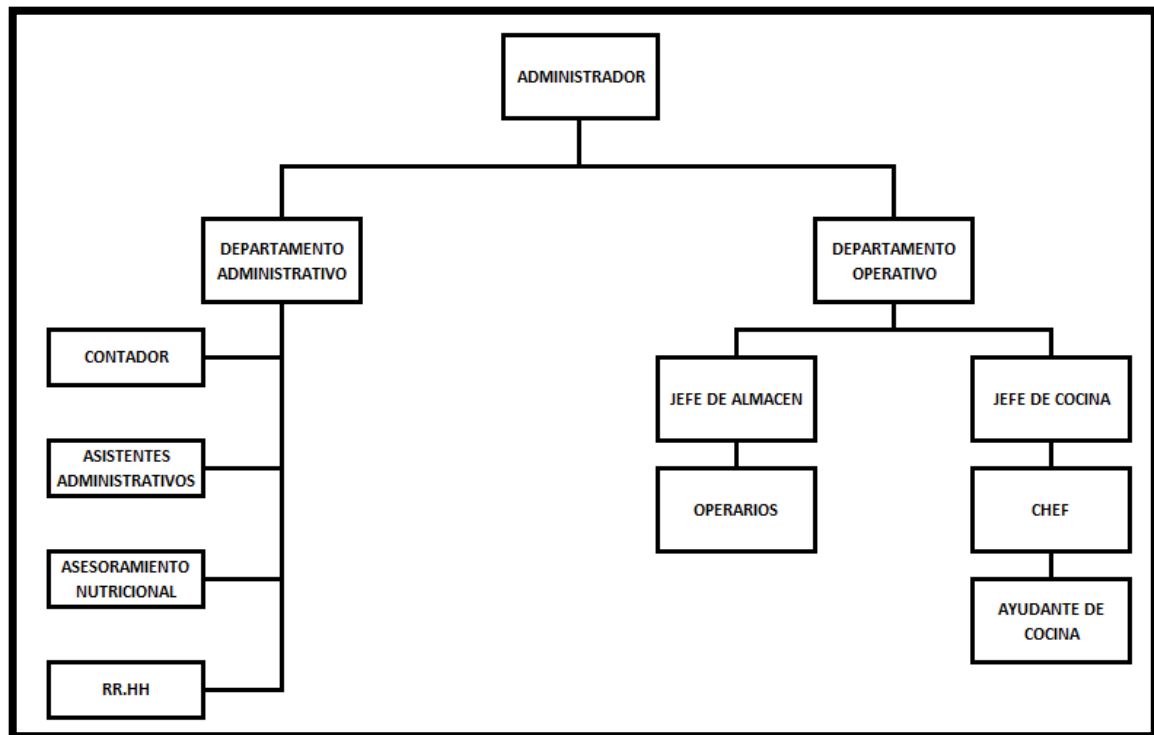 ADMINISTRADOR
DEPARTAMENTO
ADMINISTRATIVO
DEPARTAMENTO
OPERATIVO
CONTADOR
ASISTENTES
ADMINISTRATIVOS
ASESORAMIENTO
NUTRICIONAL
RR.HH
JEFE DE ALMACEN
OPERARIOS
JEFE DE COCINA
CHEF
AYUDANTE DE
COCINA